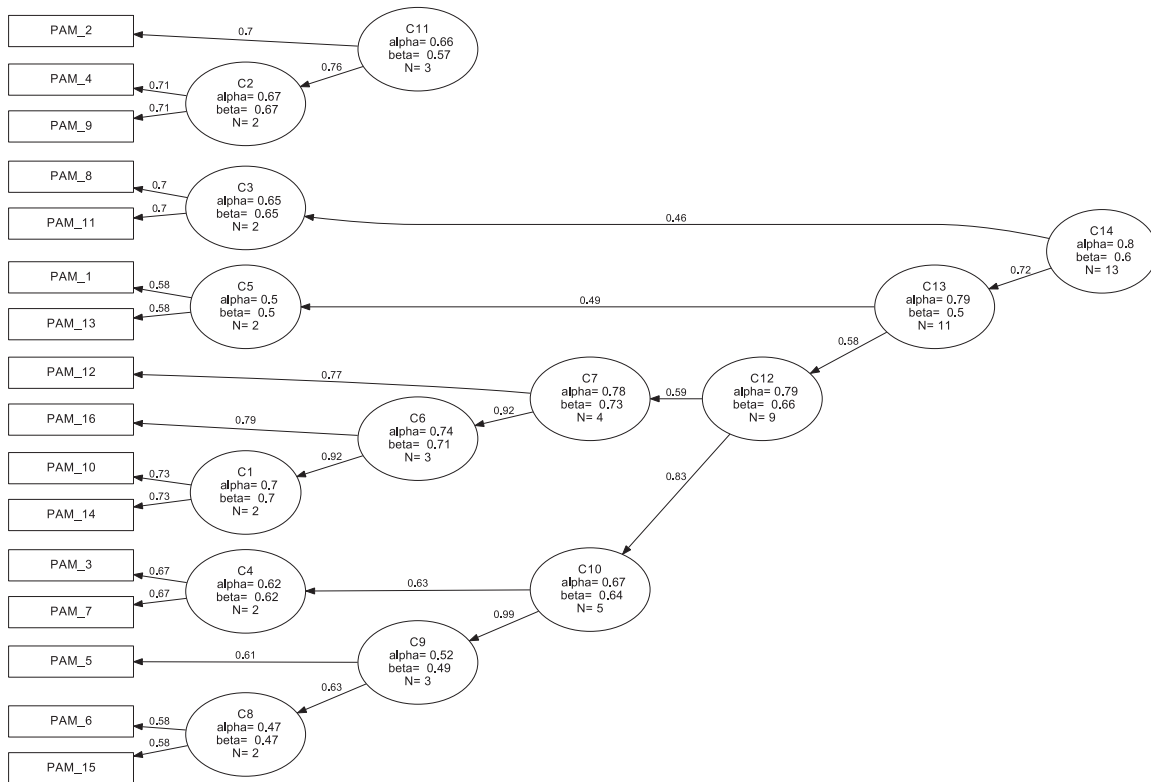 PAM_2
0.7
C11
alpha= 0.66
beta=  0.57
N= 3
0.76
PAM_4
0.71
C2
alpha= 0.67
beta=  0.67
N= 2
0.71
PAM_9
PAM_8
0.7
C3
alpha= 0.65
beta=  0.65
N= 2
0.7
PAM_11
0.46
C14
alpha= 0.8
beta=  0.6
N= 13
0.72
PAM_1
0.58
C5
alpha= 0.5
beta=  0.5
N= 2
0.58
PAM_13
0.49
C13
alpha= 0.79
beta=  0.5
N= 11
0.58
PAM_12
0.77
C7
alpha= 0.78
beta=  0.73
N= 4
0.59
C12
alpha= 0.79
beta=  0.66
N= 9
0.92
PAM_16
0.79
C6
alpha= 0.74
beta=  0.71
N= 3
0.92
PAM_10
0.73
C1
alpha= 0.7
beta=  0.7
N= 2
0.73
PAM_14
0.83
PAM_3
0.67
C4
alpha= 0.62
beta=  0.62
N= 2
0.67
PAM_7
0.63
C10
alpha= 0.67
beta=  0.64
N= 5
0.99
PAM_5
0.61
C9
alpha= 0.52
beta=  0.49
N= 3
0.63
PAM_6
0.58
C8
alpha= 0.47
beta=  0.47
N= 2
0.58
PAM_15